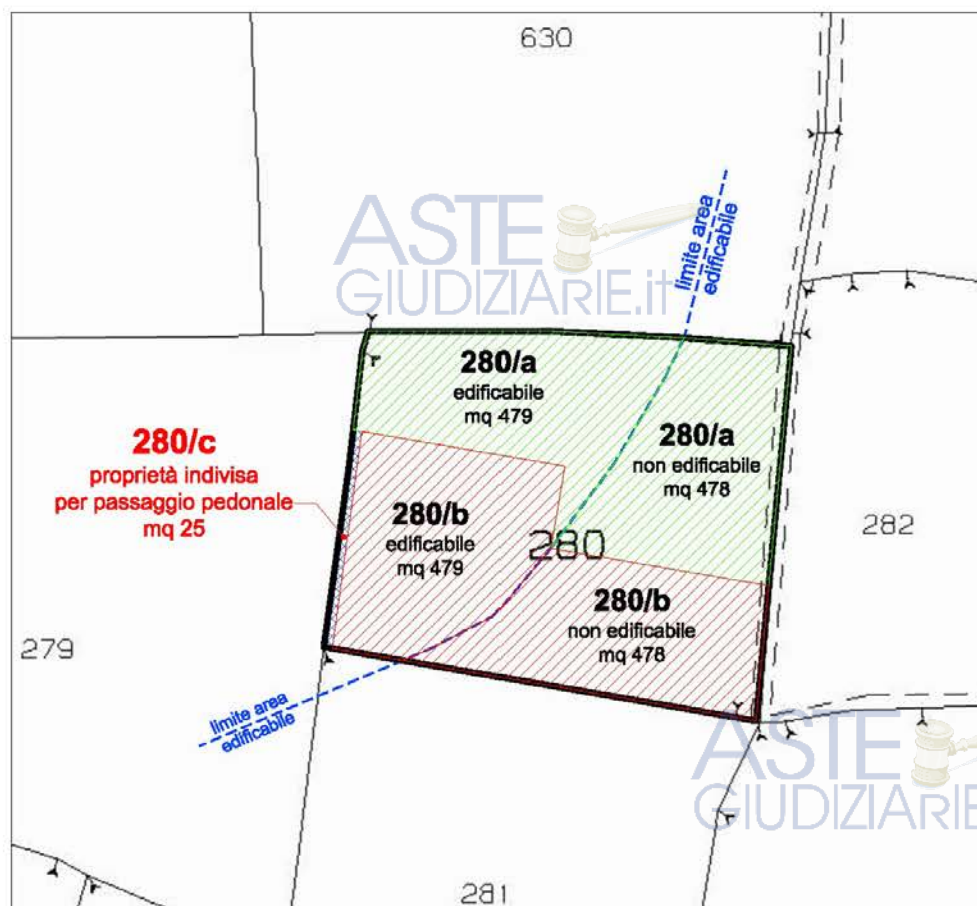 630
ASTE
GIUDIZIARIE.it
limite area
edificabile
280/a
edificabile
mq 479
280/a
non edificabile
mq 478
280/c
proprietà indivisa
per passaggio pedonale
mq 25
280/b
edificabile
mq 479
280
282
280/b
non edificabile
mq 478
279
limite area
edificabile
ASTE
GIUDIZIARIE
281